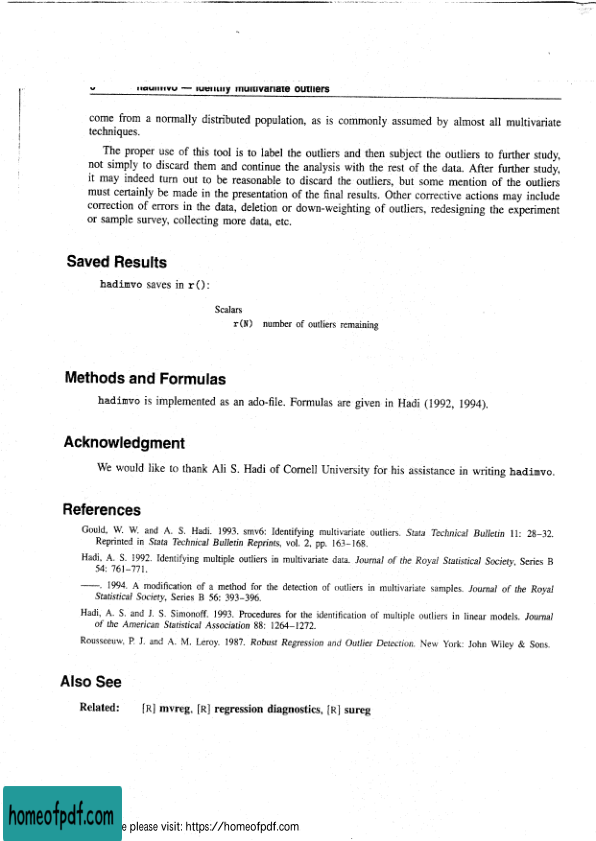 hadimvo — Identify multivariate outliers
come from a normally distributed population, as is commonly assumed by almost all multivariate
techniques.
The proper use of this tool is to label the outliers and then subject the outliers to further study,
not simply to discard them and continue the analysis with the rest of the data. After further study,
it may indeed turn out to be reasonable to discard the outliers, but some mention of the outliers
must certainly be made in the presentation of the final results. Other corrective actions may include
correction of errors in the data, deletion or down-weighting of outliers, redesigning the experiment
or sample survey, collecting more data, etc.
Saved Results
hadimvo saves in r():
Scalars
r(N) number of outliers remaining
Methods and Formulas
hadimvo is implemented as an ado-file. Formulas are given in Hadi (1992, 1994).
Acknowledgment
We would like to thank Ali S. Hadi of Cornell University for his assistance in writing hadimvo.
References
Gould, W. W. and A. S. Hadi. 1993. smv6: Identifying multivariate outliers. Stata Technical Bulletin 11: 28–32.
Reprinted in Stata Technical Bulletin Reprints, vol. 2, pp. 163–168.
Hadi, A. S. 1992. Identifying multiple outliers in multivariate data. Journal of the Royal Statistical Society, Series B
54: 761–771.
——. 1994. A modification of a method for the detection of outliers in multivariate samples. Journal of the Royal
Statistical Society, Series B 56: 393–396.
Hadi, A. S. and J. S. Simonoff. 1993. Procedures for the identification of multiple outliers in linear models. Journal
of the American Statistical Association 88: 1264–1272.
Rousseeuw, P. J. and A. M. Leroy. 1987. Robust Regression and Outlier Detection. New York: John Wiley & Sons.
Also See
Related: [R] mvreg, [R] regression diagnostics, [R] sureg
homeofpdf.com
e please visit: https://homeofpdf.com